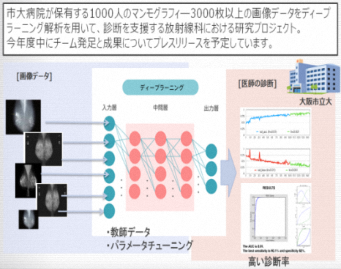 市大病院が保有する1000人のマンモグラフィー3000枚以上の画像データをディープ
ラーニング解析を用いて、診断を支援する放射線科における研究プロジェクト。
今年度中にチーム発足と成果についてプレスリリースを予定しています。
[画像データ]
ディープラーニング
入力層
中間層
出力層
・教師データ
・パラメータチューニング
[医師の診断]
大阪市立大
RESULTS
高い診断率